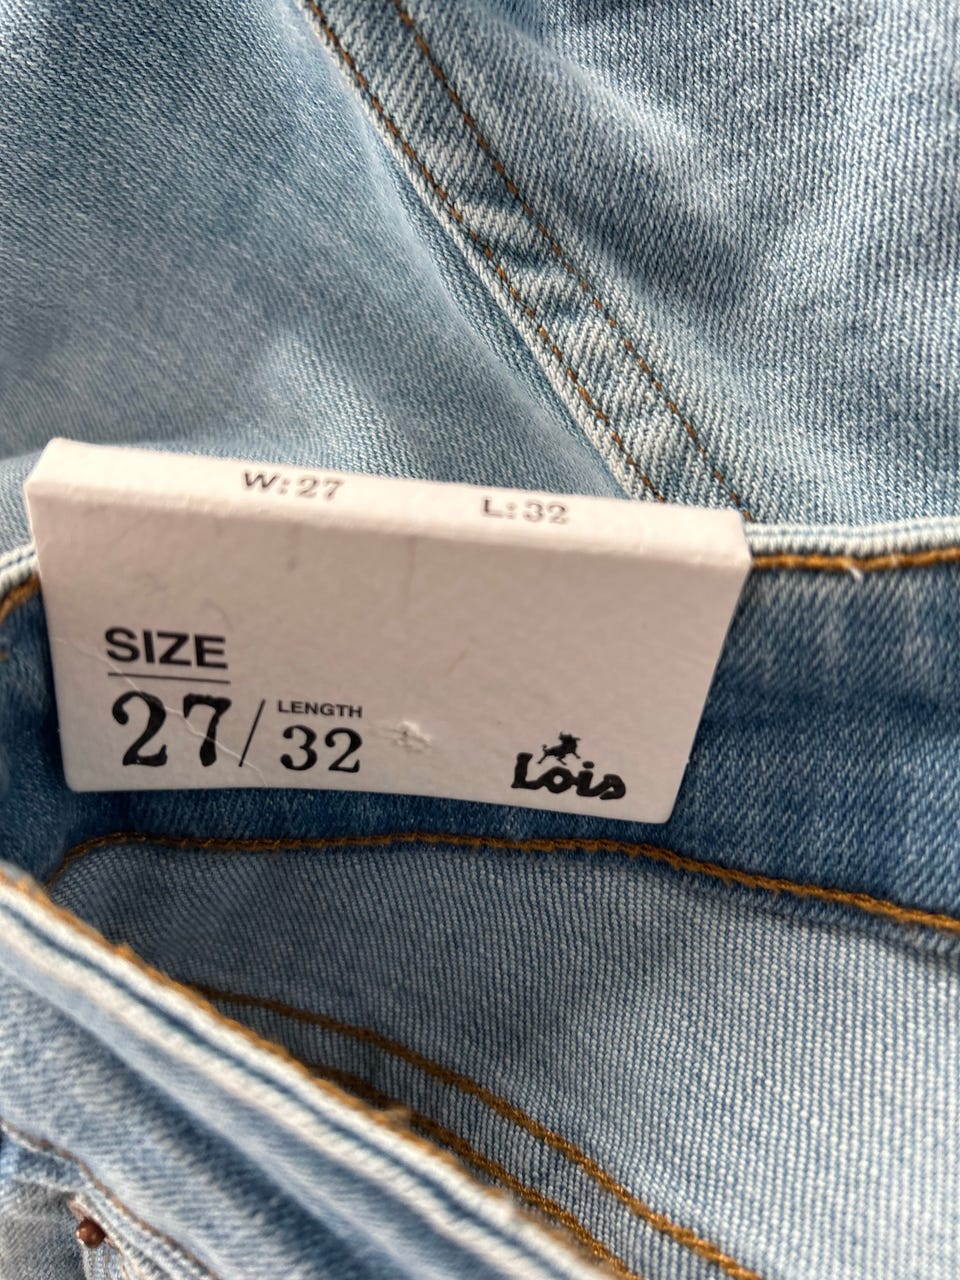 W:27 L:32
SIZE
27/ LENGTH 32
Lois